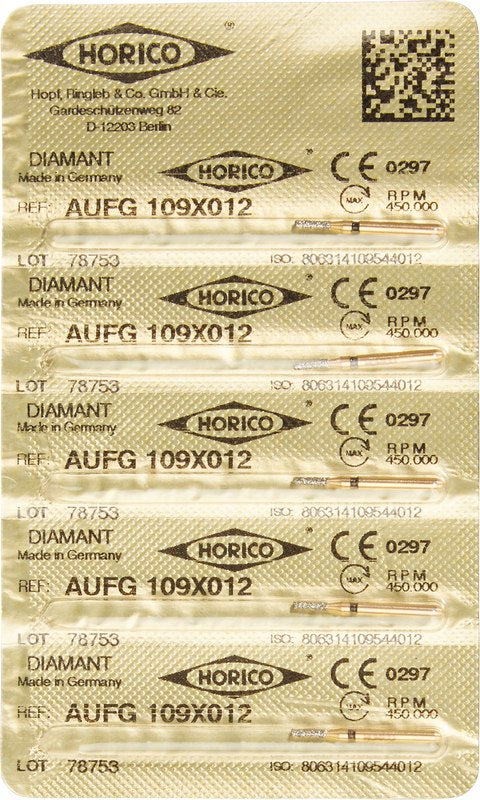 HORICO ®
Hopf, Ringleb & Co. GmbH & Cie.
Gardeschützenweg 82
D-12203 Berlin
DIAMANT HORICO ® CE 0297
Made in Germany
REF: AUFG 109X012 MAX RPM 450.000
LOT 78753 ISO: 806314109544012
DIAMANT HORICO ® CE 0297
Made in Germany
REF: AUFG 109X012 MAX RPM 450.000
LOT 78753 ISO: 806314109544012
DIAMANT HORICO ® CE 0297
Made in Germany
REF: AUFG 109X012 MAX RPM 450.000
LOT 78753 ISO: 806314109544012
DIAMANT HORICO ® CE 0297
Made in Germany
REF: AUFG 109X012 MAX RPM 450.000
LOT 78753 ISO: 806314109544012
DIAMANT HORICO ® CE 0297
Made in Germany
REF: AUFG 109X012 MAX RPM 450.000
LOT 78753 ISO: 806314109544012